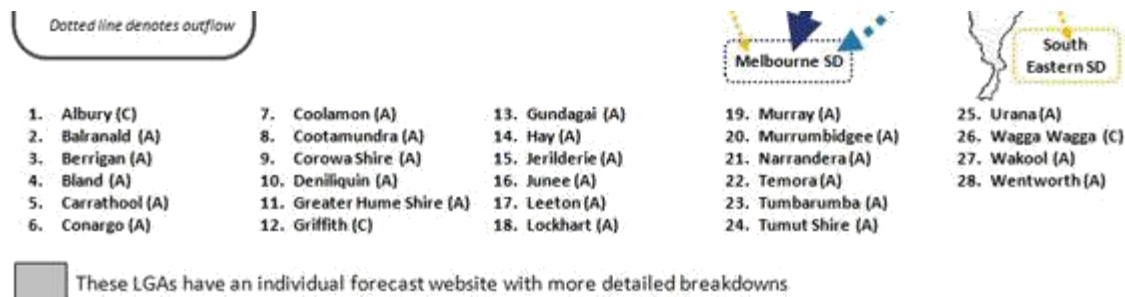 Dotted line denotes outflow
Melbourne SD
South
Eastern SD
1. Albury (C)
2. Balranald (A)
3. Berrigan (A)
4. Bland (A)
5. Carrathool (A)
6. Conargo (A)
7. Coolamon (A)
8. Cootamundra (A)
9. Corowa Shire (A)
10. Deniliquin (A)
11. Greater Hume Shire (A)
12. Griffith (C)
13. Gundagai (A)
14. Hay (A)
15. Jerilderie (A)
16. Junee (A)
17. Leeton (A)
18. Lockhart (A)
19. Murray (A)
20. Murrumbidgee (A)
21. Narrandera (A)
22. Temora (A)
23. Tumbarumba (A)
24. Tumut Shire (A)
25. Urana (A)
26. Wagga Wagga (C)
27. Wakool (A)
28. Wentworth (A)
These LGAs have an individual forecast website with more detailed breakdowns